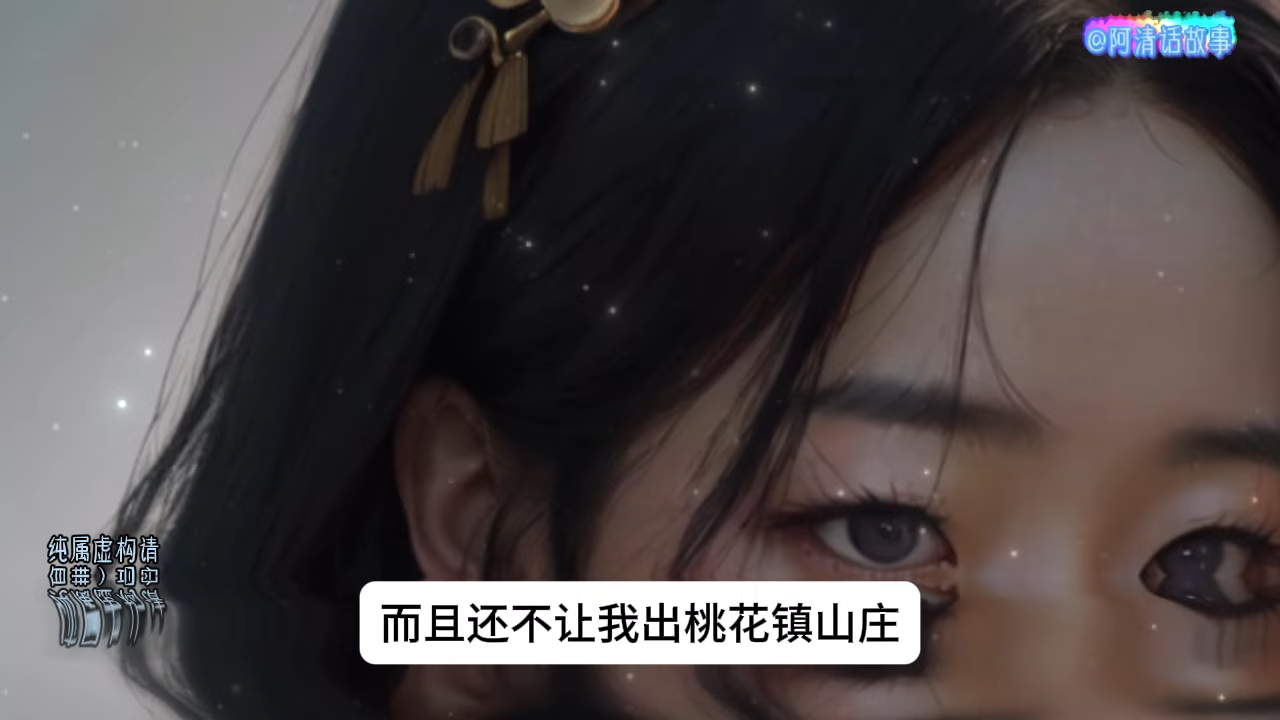 @阿清话故事
纯属虚构请
而且还不让我出桃花镇山庄